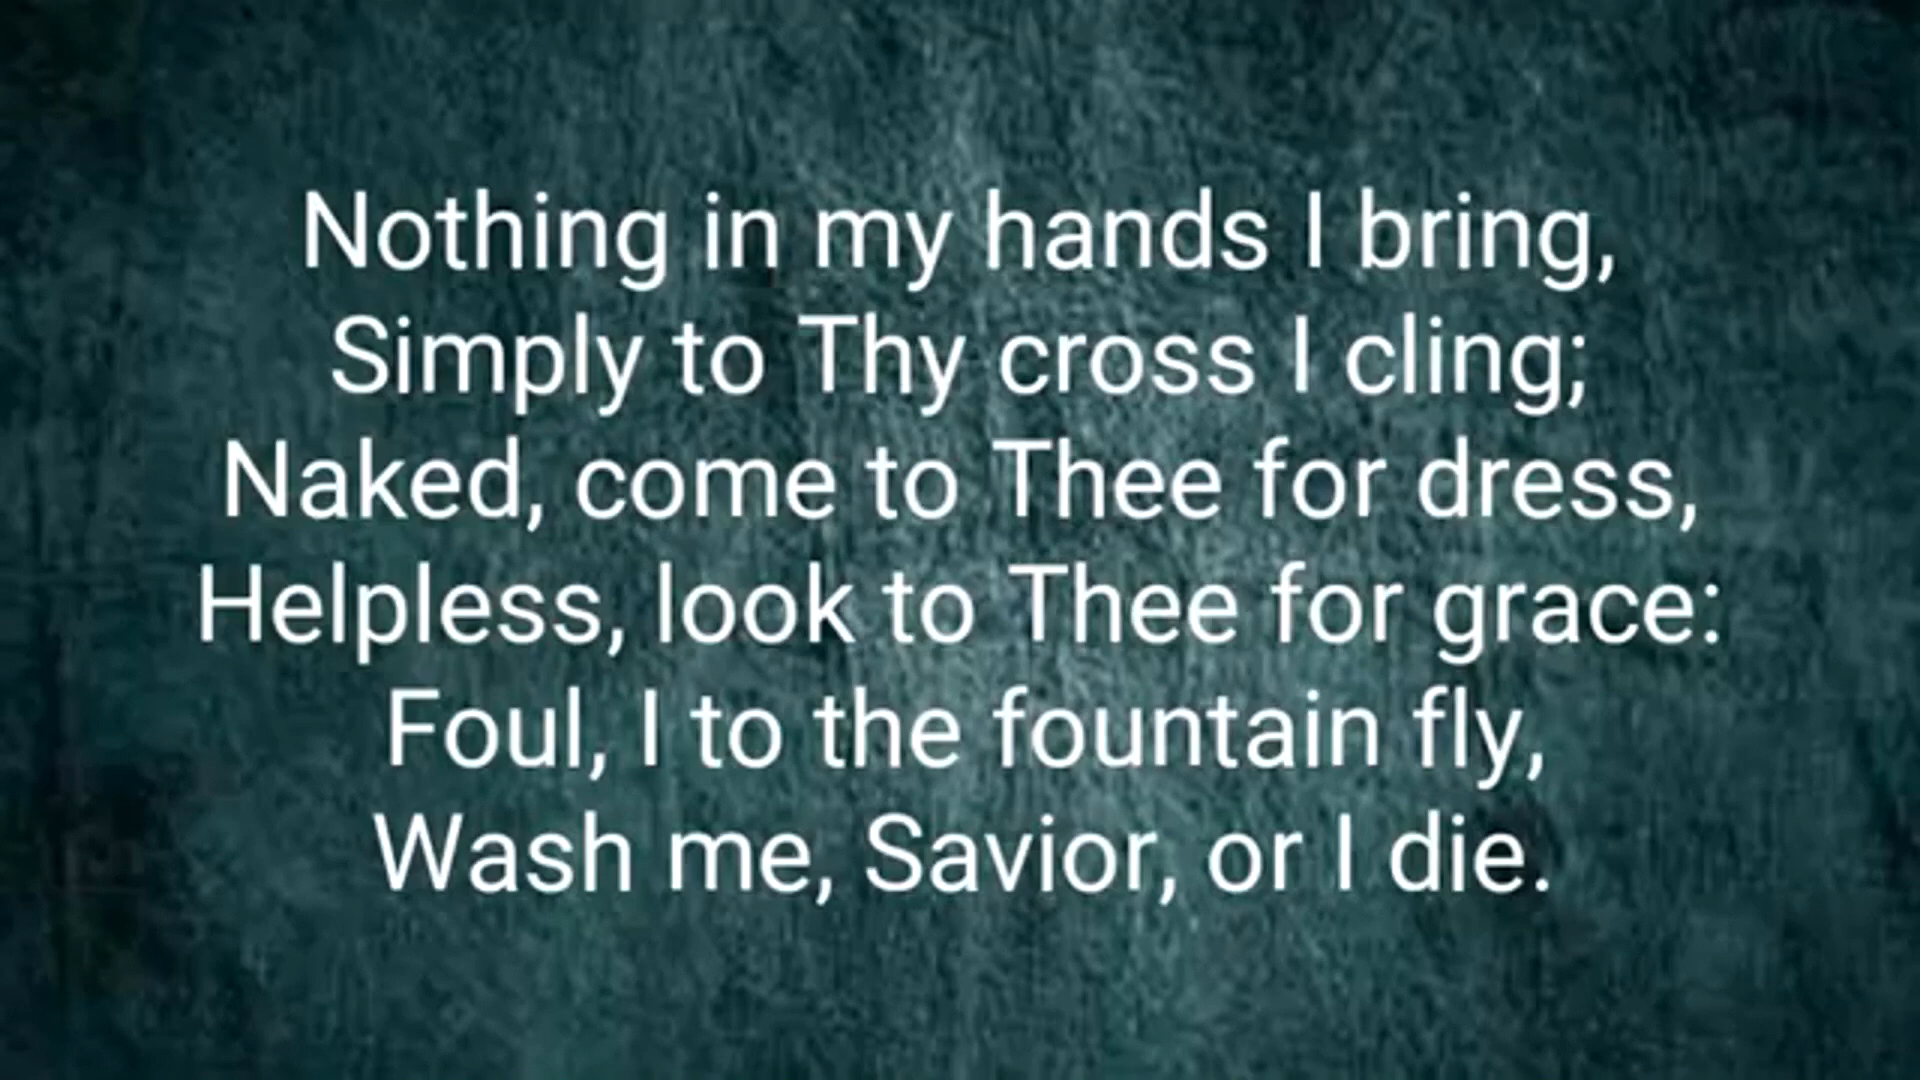 Nothing in my hands I bring,
Simply to Thy cross I cling;
Naked, come to Thee for dress,
Helpless, look to Thee for grace:
Foul, I to the fountain fly,
Wash me, Savior, or I die.